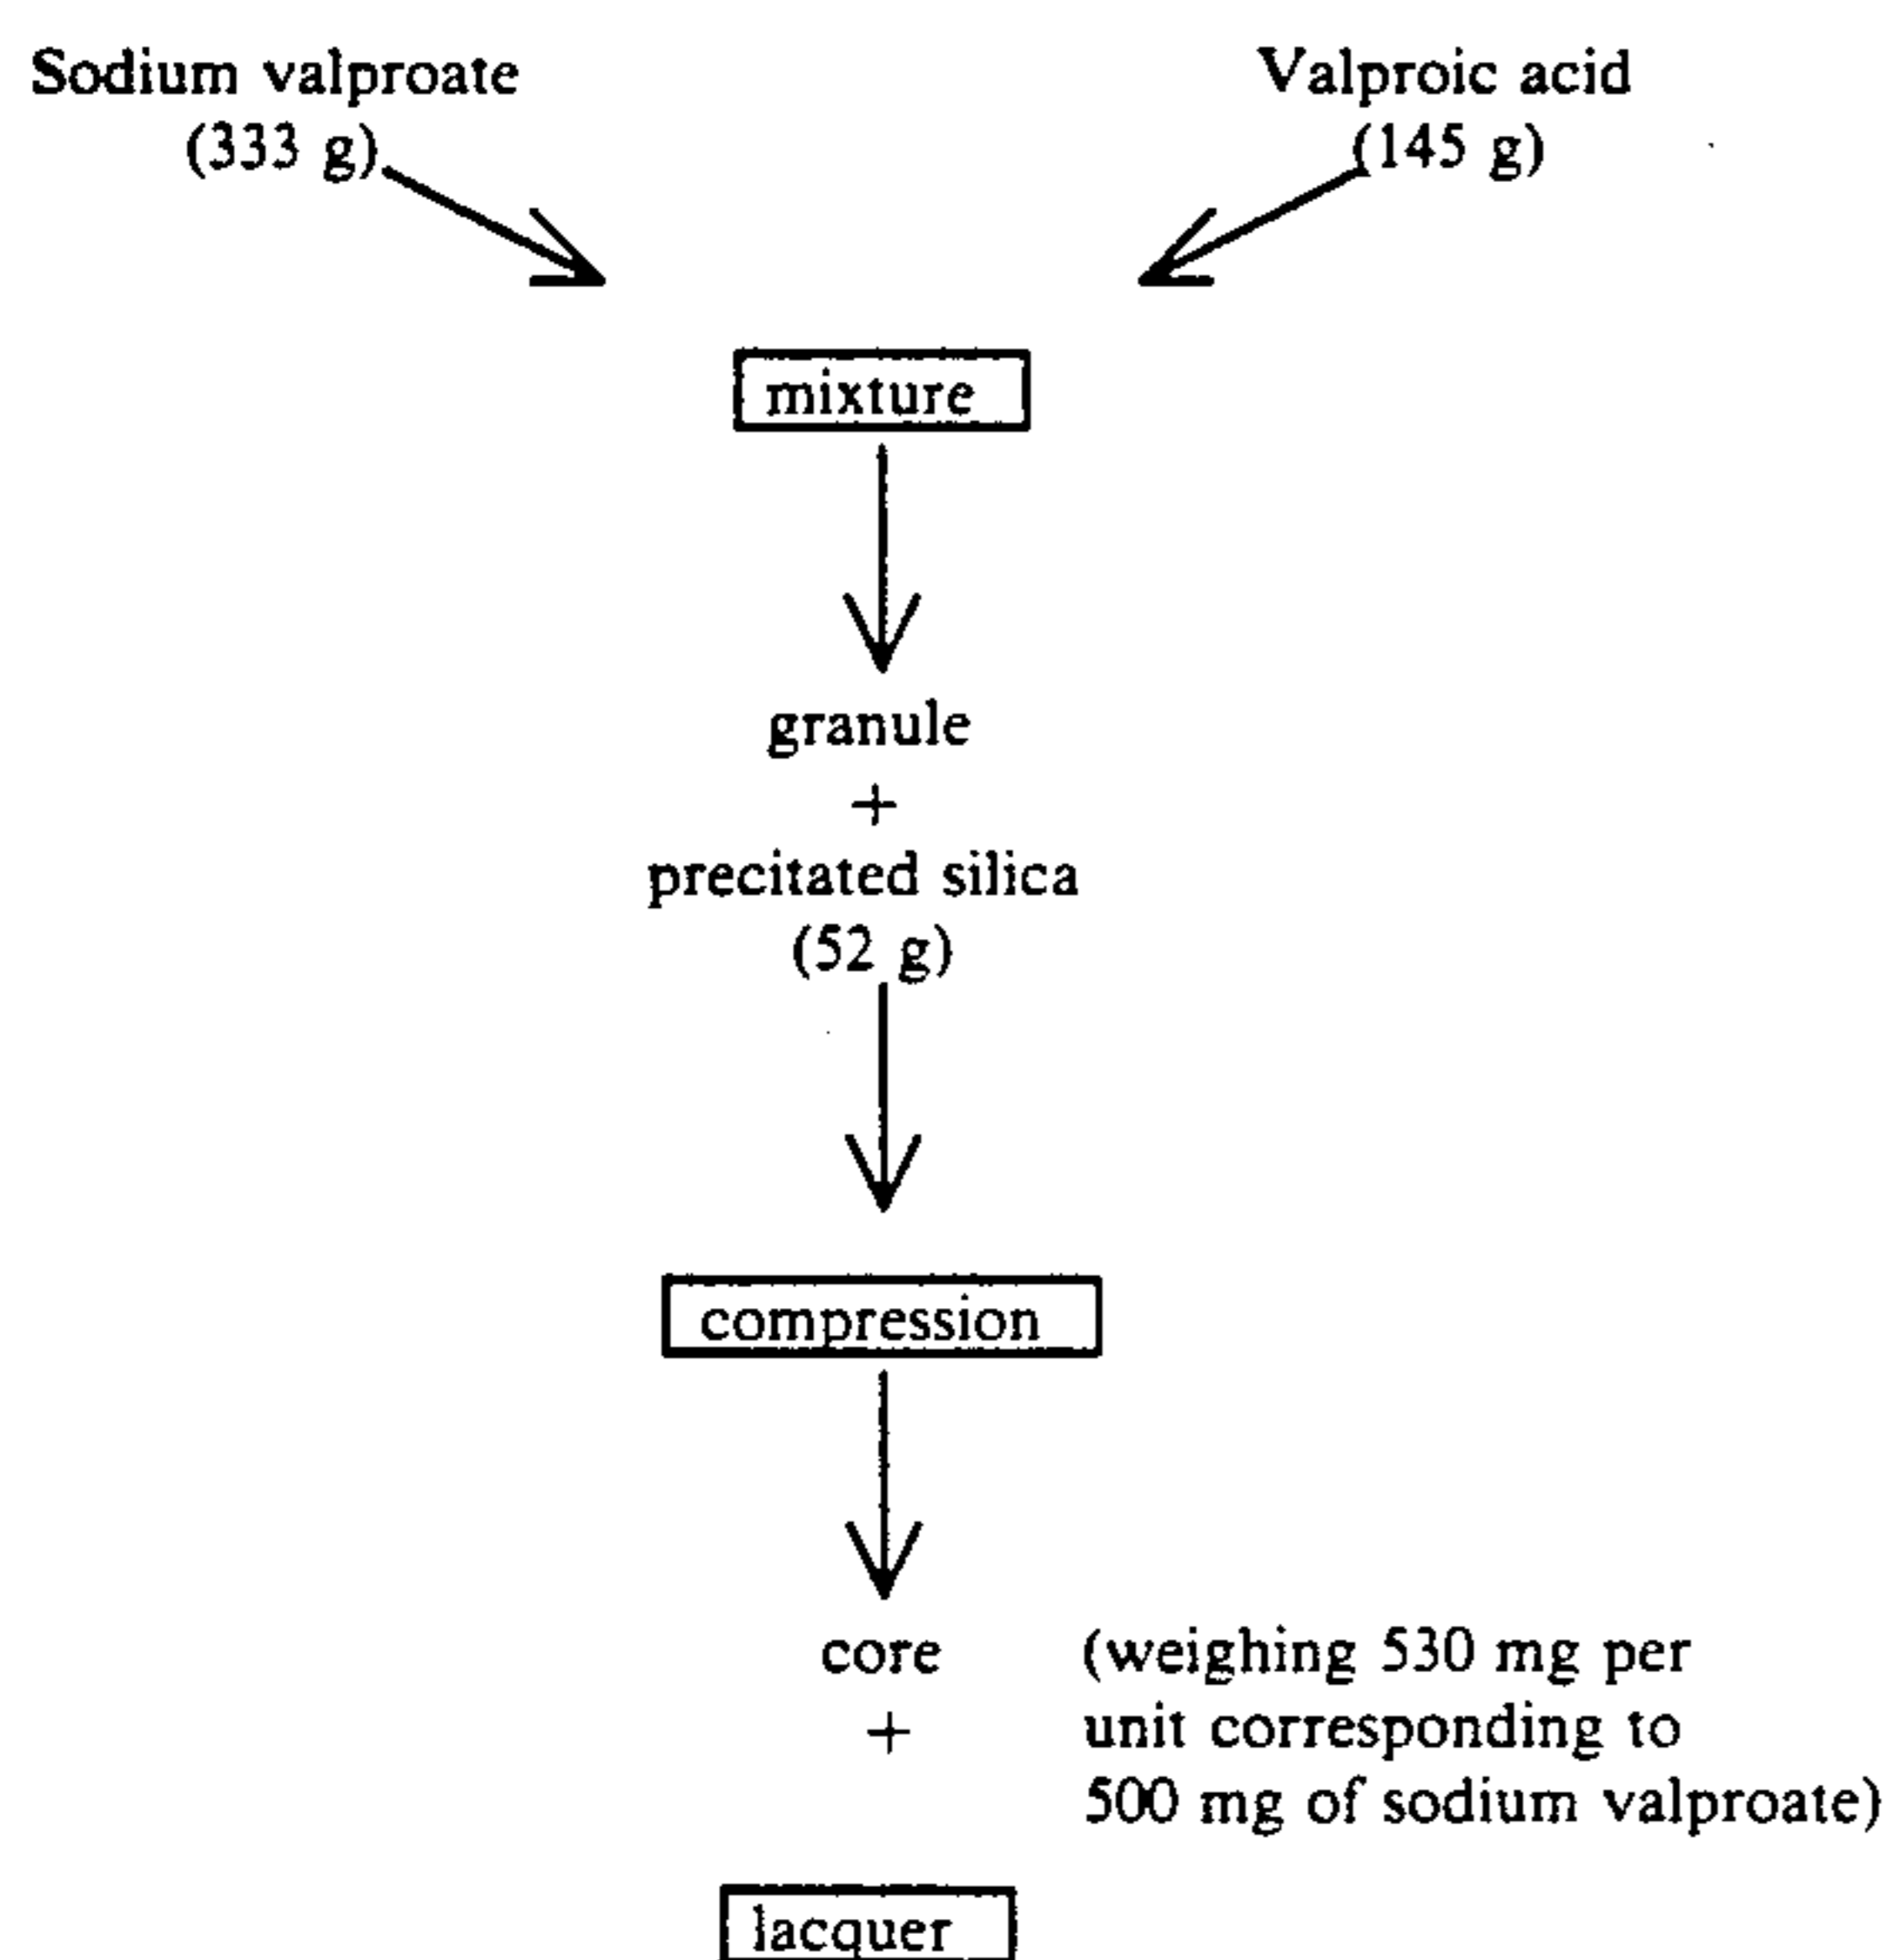 Sodium valproate
(333 g)
Valproic acid
(145 g)
mixture
granule
+
precitated silica
(52 g)
compression
core
+
(weighing 530 mg per
unit corresponding to
500 mg of sodium valproate)
lacquer